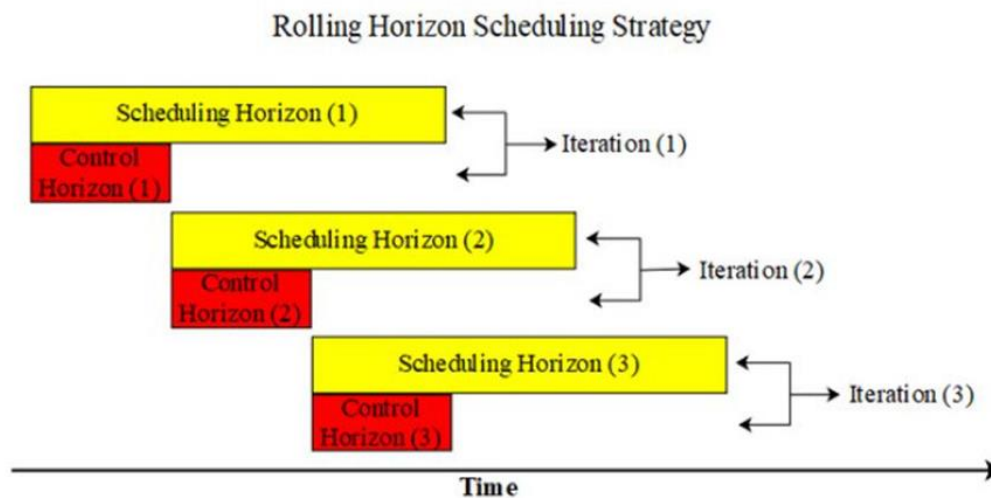 Rolling Horizon Scheduling Strategy
Scheduling Horizon (1)
Control
Horizon (1)
Iteration (1)
Scheduling Horizon (2)
Control
Horizon (2)
Iteration (2)
Scheduling Horizon (3)
Control
Horizon (3)
Iteration (3)
Time